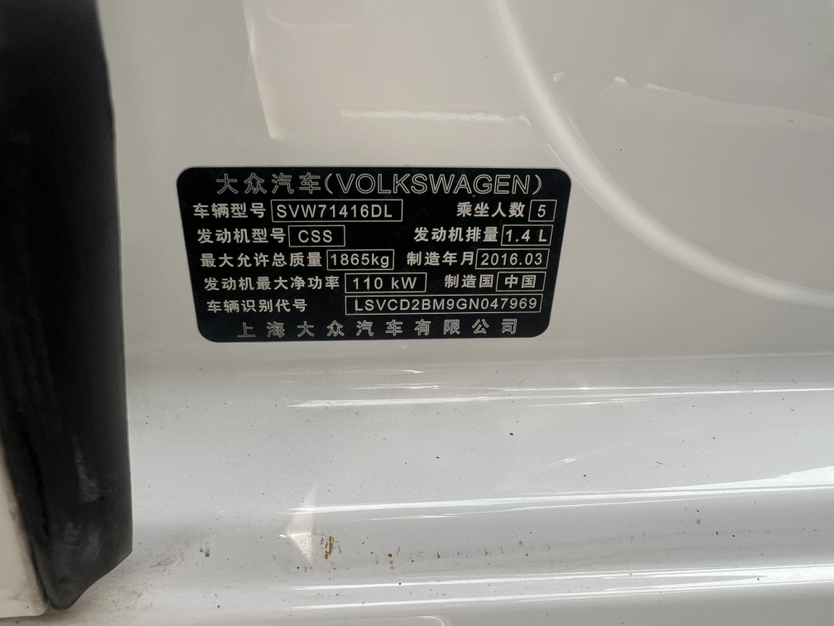 大众汽车(VOLKSWAGEN)
车辆型号 SVW71416DL 乘坐人数 5
发动机型号 CSS 发动机排量 1.4 L
最大允许总质量 1865kg 制造年月 2016.03
发动机最大净功率 110 kW 制造国 中国
车辆识别代号 LSVCD2BM9GN047969
上海大众汽车有限公司